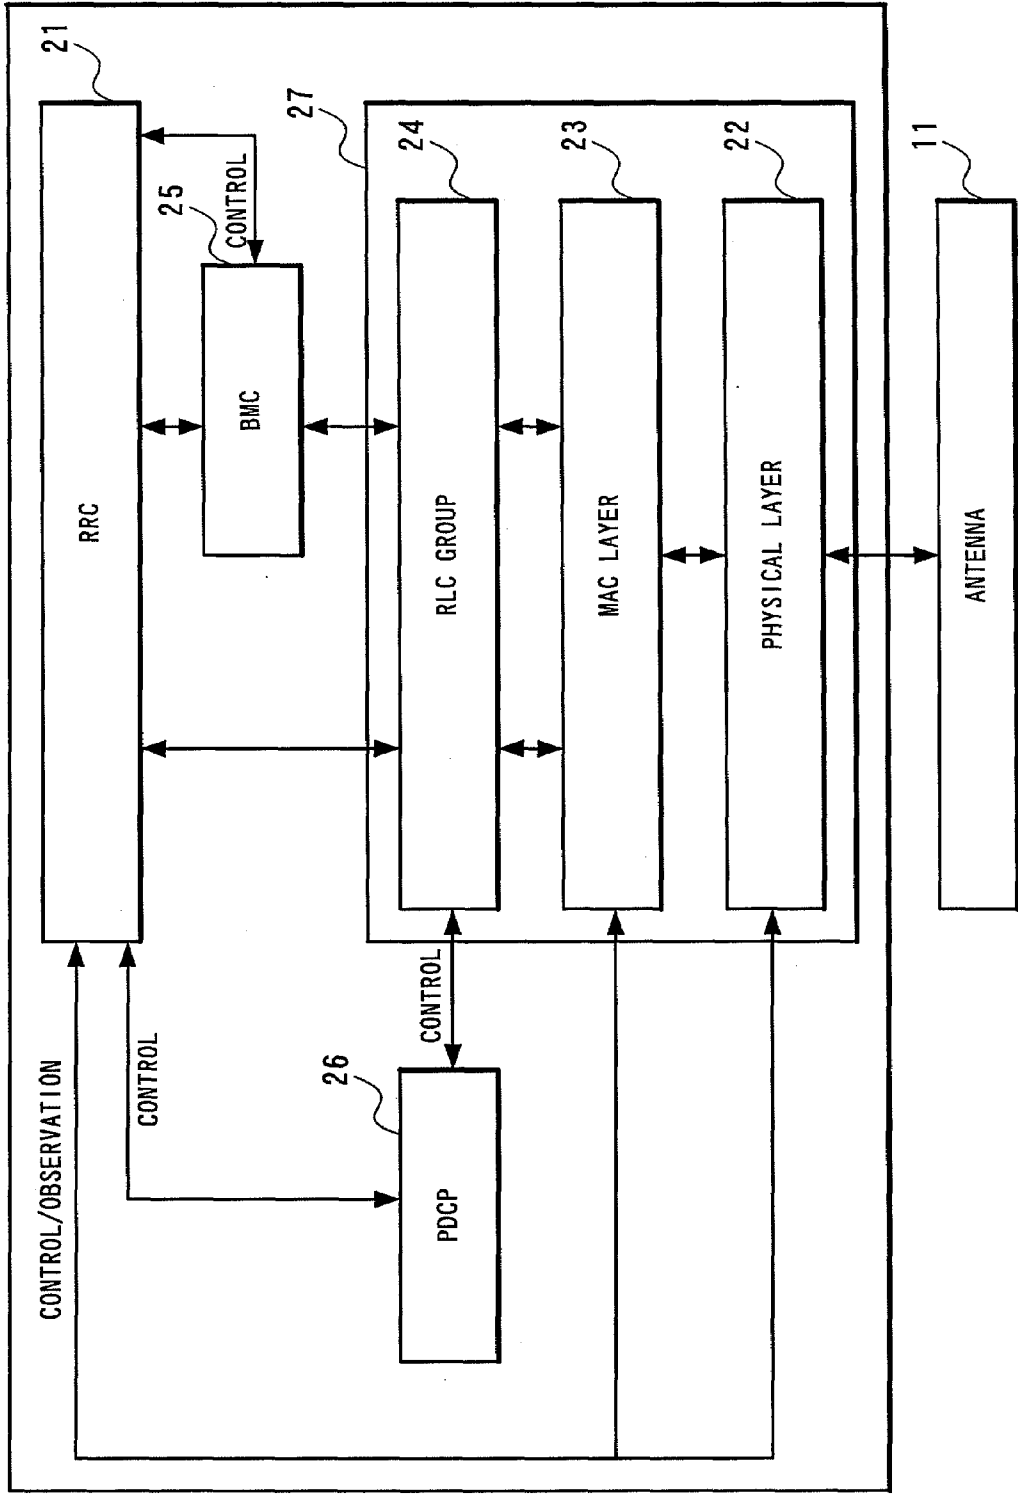 21
RRC
CONTROL/OBSERVATION
CONTROL
CONTROL
25
BMC
27
24
RLC GROUP
CONTROL
26
PDCP
23
MAC LAYER
22
PHYSICAL LAYER
11
ANTENNA